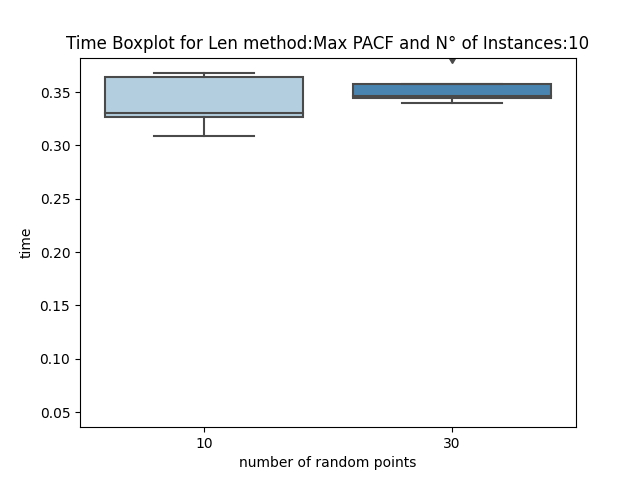 Time Boxplot for Len method:Max PACF and N° of Instances:10
0.35
0.30
0.25
0.20
0.15
0.10
0.05
time
10 30
number of random points